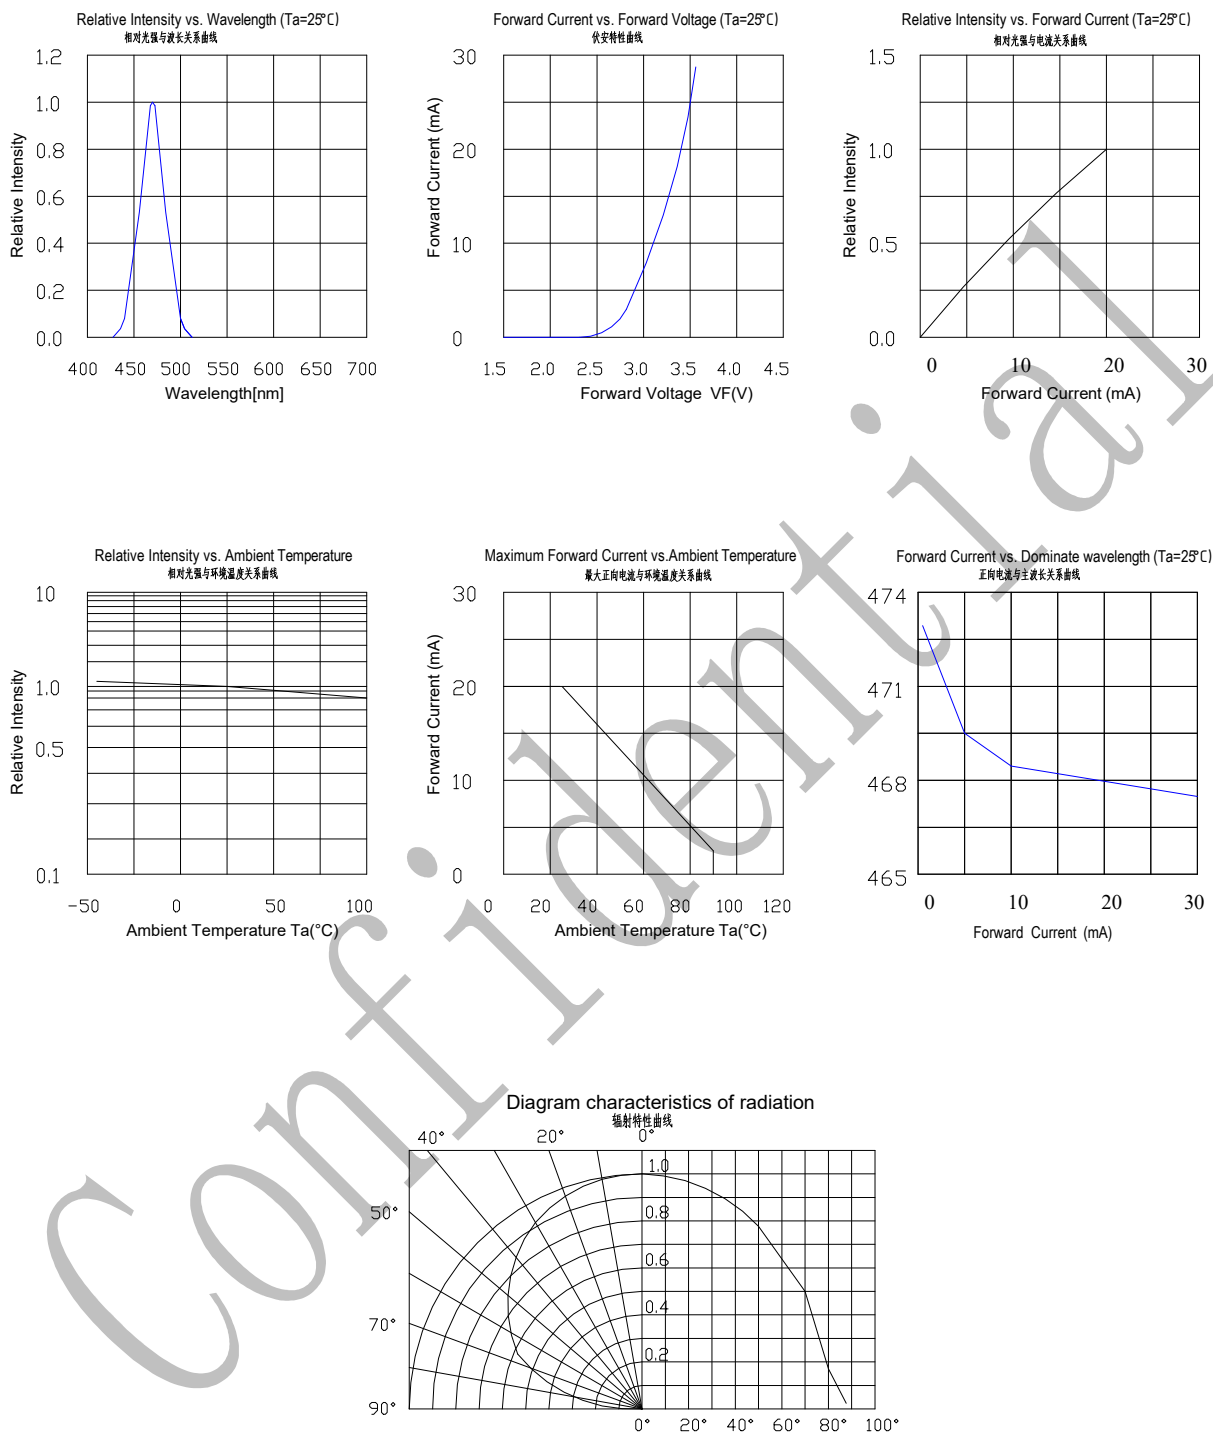 Relative Intensity vs. Wavelength (Ta=25℃)
相对光强与波长关系曲线
1.2
1.0
0.8
0.6
0.4
0.2
0.0
Relative Intensity
400 450 500 550 600 650 700
Wavelength[nm]
Forward Current vs. Forward Voltage (Ta=25℃)
伏安特性曲线
30
20
10
0
Forward Current (mA)
1.5 2.0 2.5 3.0 3.5 4.0 4.5
Forward Voltage VF(V)
Relative Intensity vs. Forward Current (Ta=25℃)
相对光强与电流关系曲线
1.5
1.0
0.5
0.0
Relative Intensity
0 10 20 30
Forward Current (mA)
Relative Intensity vs. Ambient Temperature
相对光强与环境温度关系曲线
10
1.0
0.5
0.1
Relative Intensity
-50 0 50 100
Ambient Temperature Ta(°C)
Maximum Forward Current vs.Ambient Temperature
最大正向电流与环境温度关系曲线
30
20
10
0
Forward Current (mA)
0 20 40 60 80 100 120
Ambient Temperature Ta(°C)
Forward Current vs. Dominate wavelength (Ta=25℃)
正向电流与主波长关系曲线
474
471
468
465
0 10 20 30
Forward Current (mA)
Diagram characteristics of radiation
辐射特性曲线
40° 20° 0°
50°
70°
90°
1.0
0.8
0.6
0.4
0.2
0° 20° 40° 60° 80° 100°
Confidential